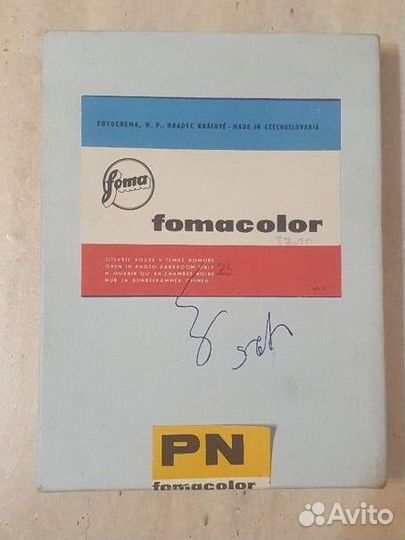 FOTOCHEMA, N. P., HRADEC KRÁLOVÉ - MADE IN CZECHOSLOVAKIA
foma
fomacolor
OTEVŘÍT POUZE V TEMNÉ KOMOŘE
OPEN IN PHOTO DARKROOM ONLY
N'OUVRIR QU'EN CHAMBRE NOIRE
NUR IN DUNKELKAMMER ÖFFNEN
25
PN
fomacolor
Avito